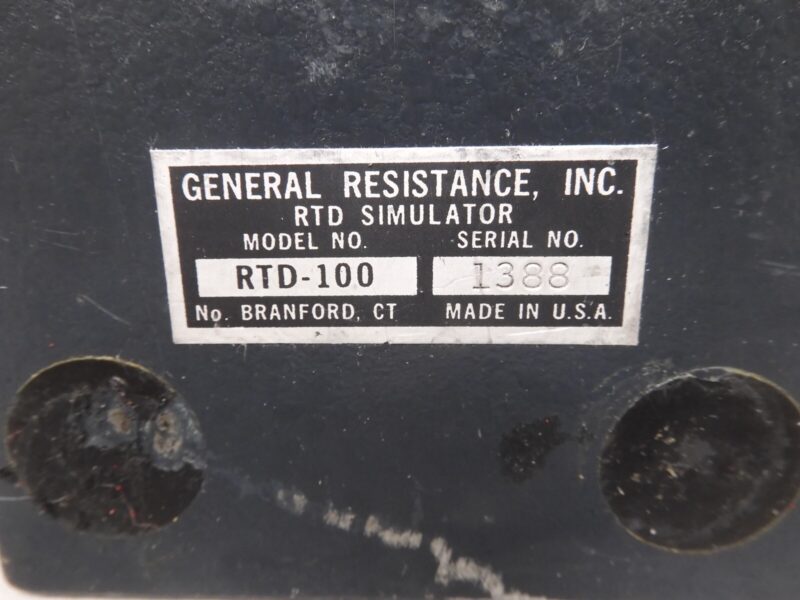 GENERAL RESISTANCE, INC.
RTD SIMULATOR
MODEL NO. SERIAL NO.
RTD-100 1388
No. BRANFORD, CT MADE IN U.S.A.